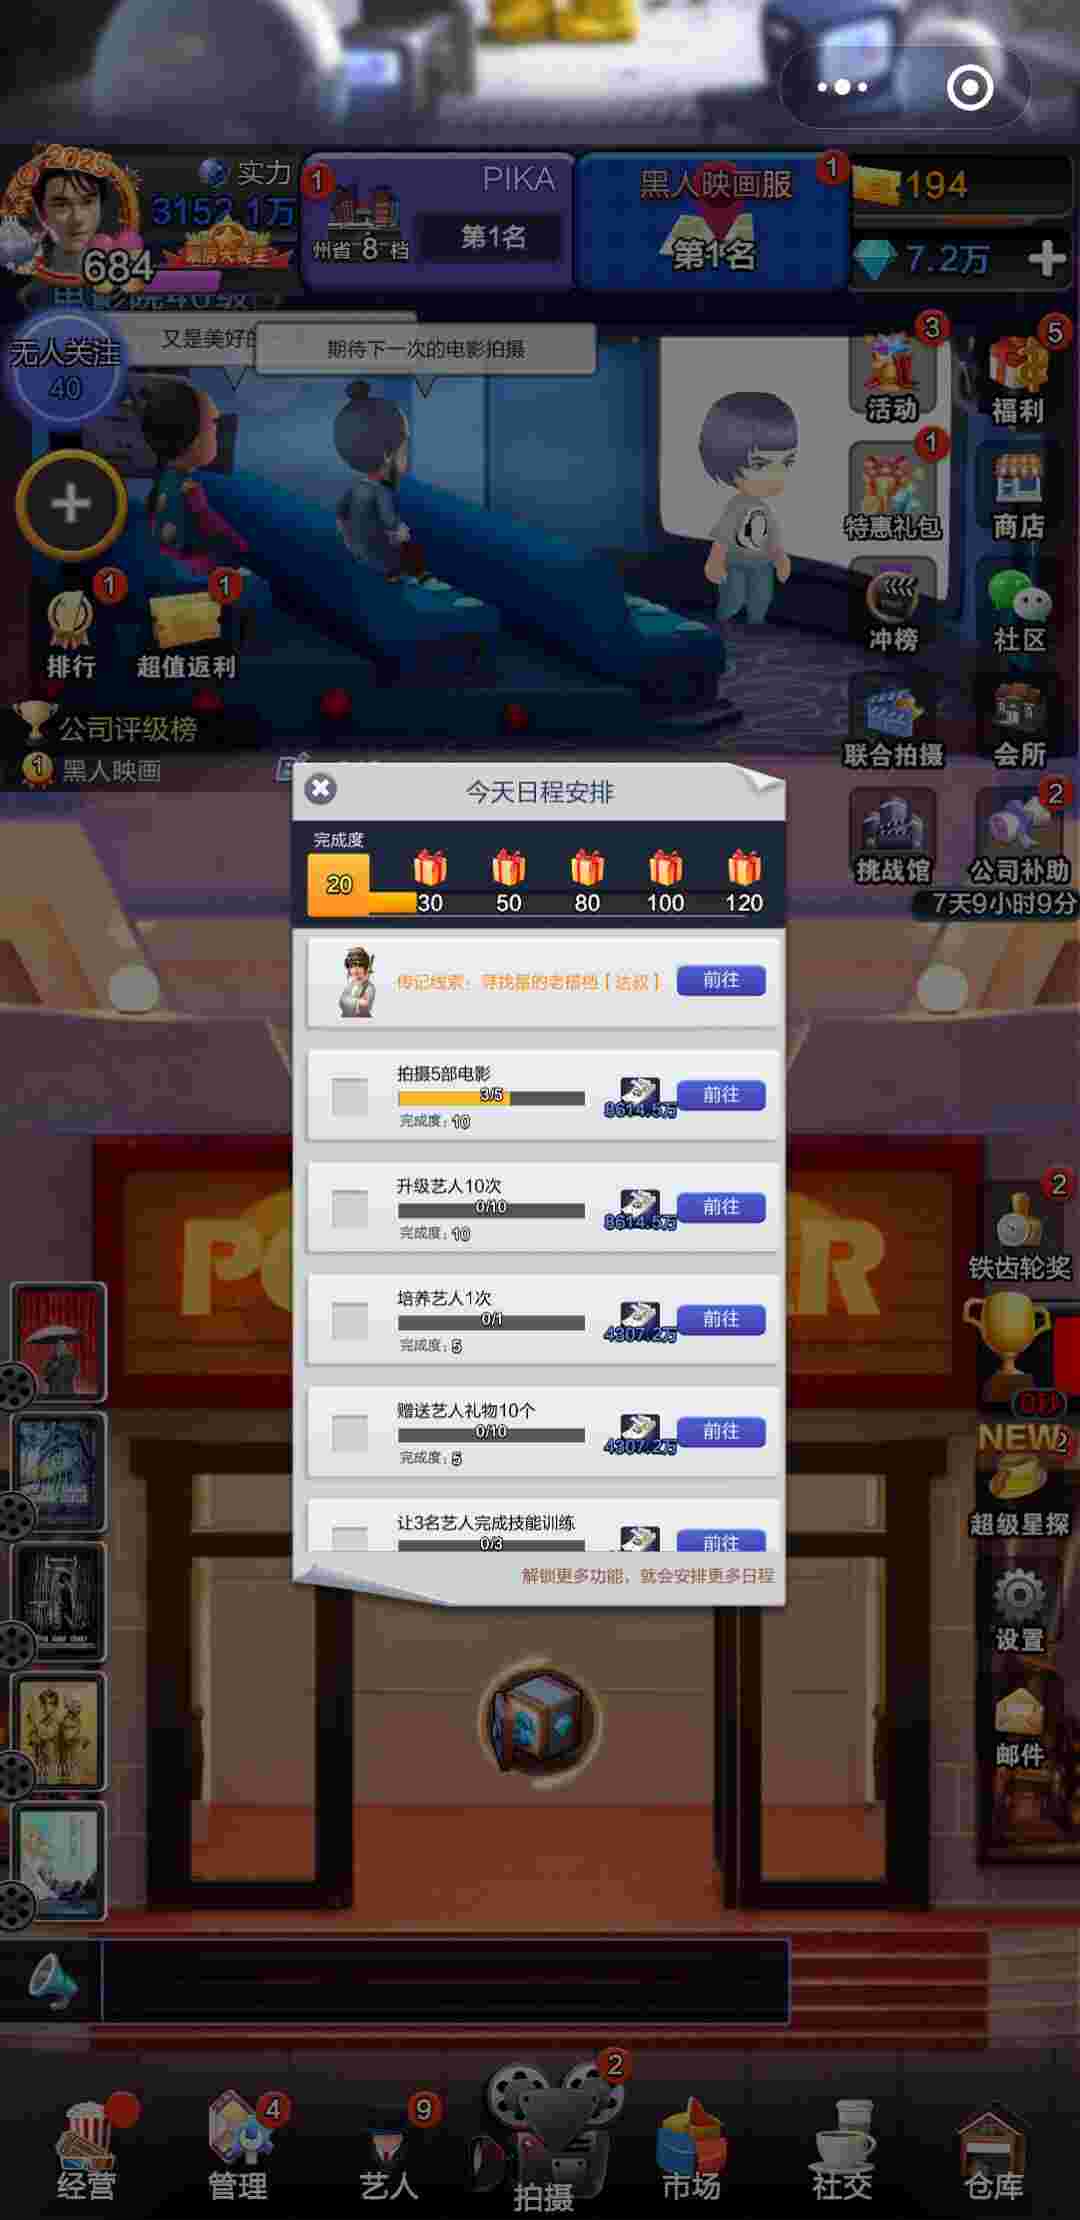 2025
实力
3152.1万
684
1
PIKA
州省 8 档
第1名
黑人映画服
1
第1名
194
7.2万
无人关注
40
又是美好的
期待下一次的电影拍摄
3
活动
5
福利
1
特惠礼包
商店
冲榜
社区
1
排行
1
超值返利
公司评级榜
1 黑人映画
联合拍摄
会所
挑战馆
2
公司补助
7天9小时9分
今天日程安排
完成度
20
30
50
80
100
120
前往
拍摄5部电影
3/5
完成度：10
8614.5万
前往
升级艺人10次
0/10
完成度：10
8614.5万
前往
培养艺人1次
0/1
完成度：5
4307.2万
前往
赠送艺人礼物10个
0/10
完成度：5
4307.2万
前往
让3名艺人完成技能训练
0/3
前往
解锁更多功能，就会安排更多日程
2
铁齿轮奖
0秒
NEW
2
超级星探
设置
邮件
经营
4
管理
9
艺人
2
拍摄
市场
社交
仓库